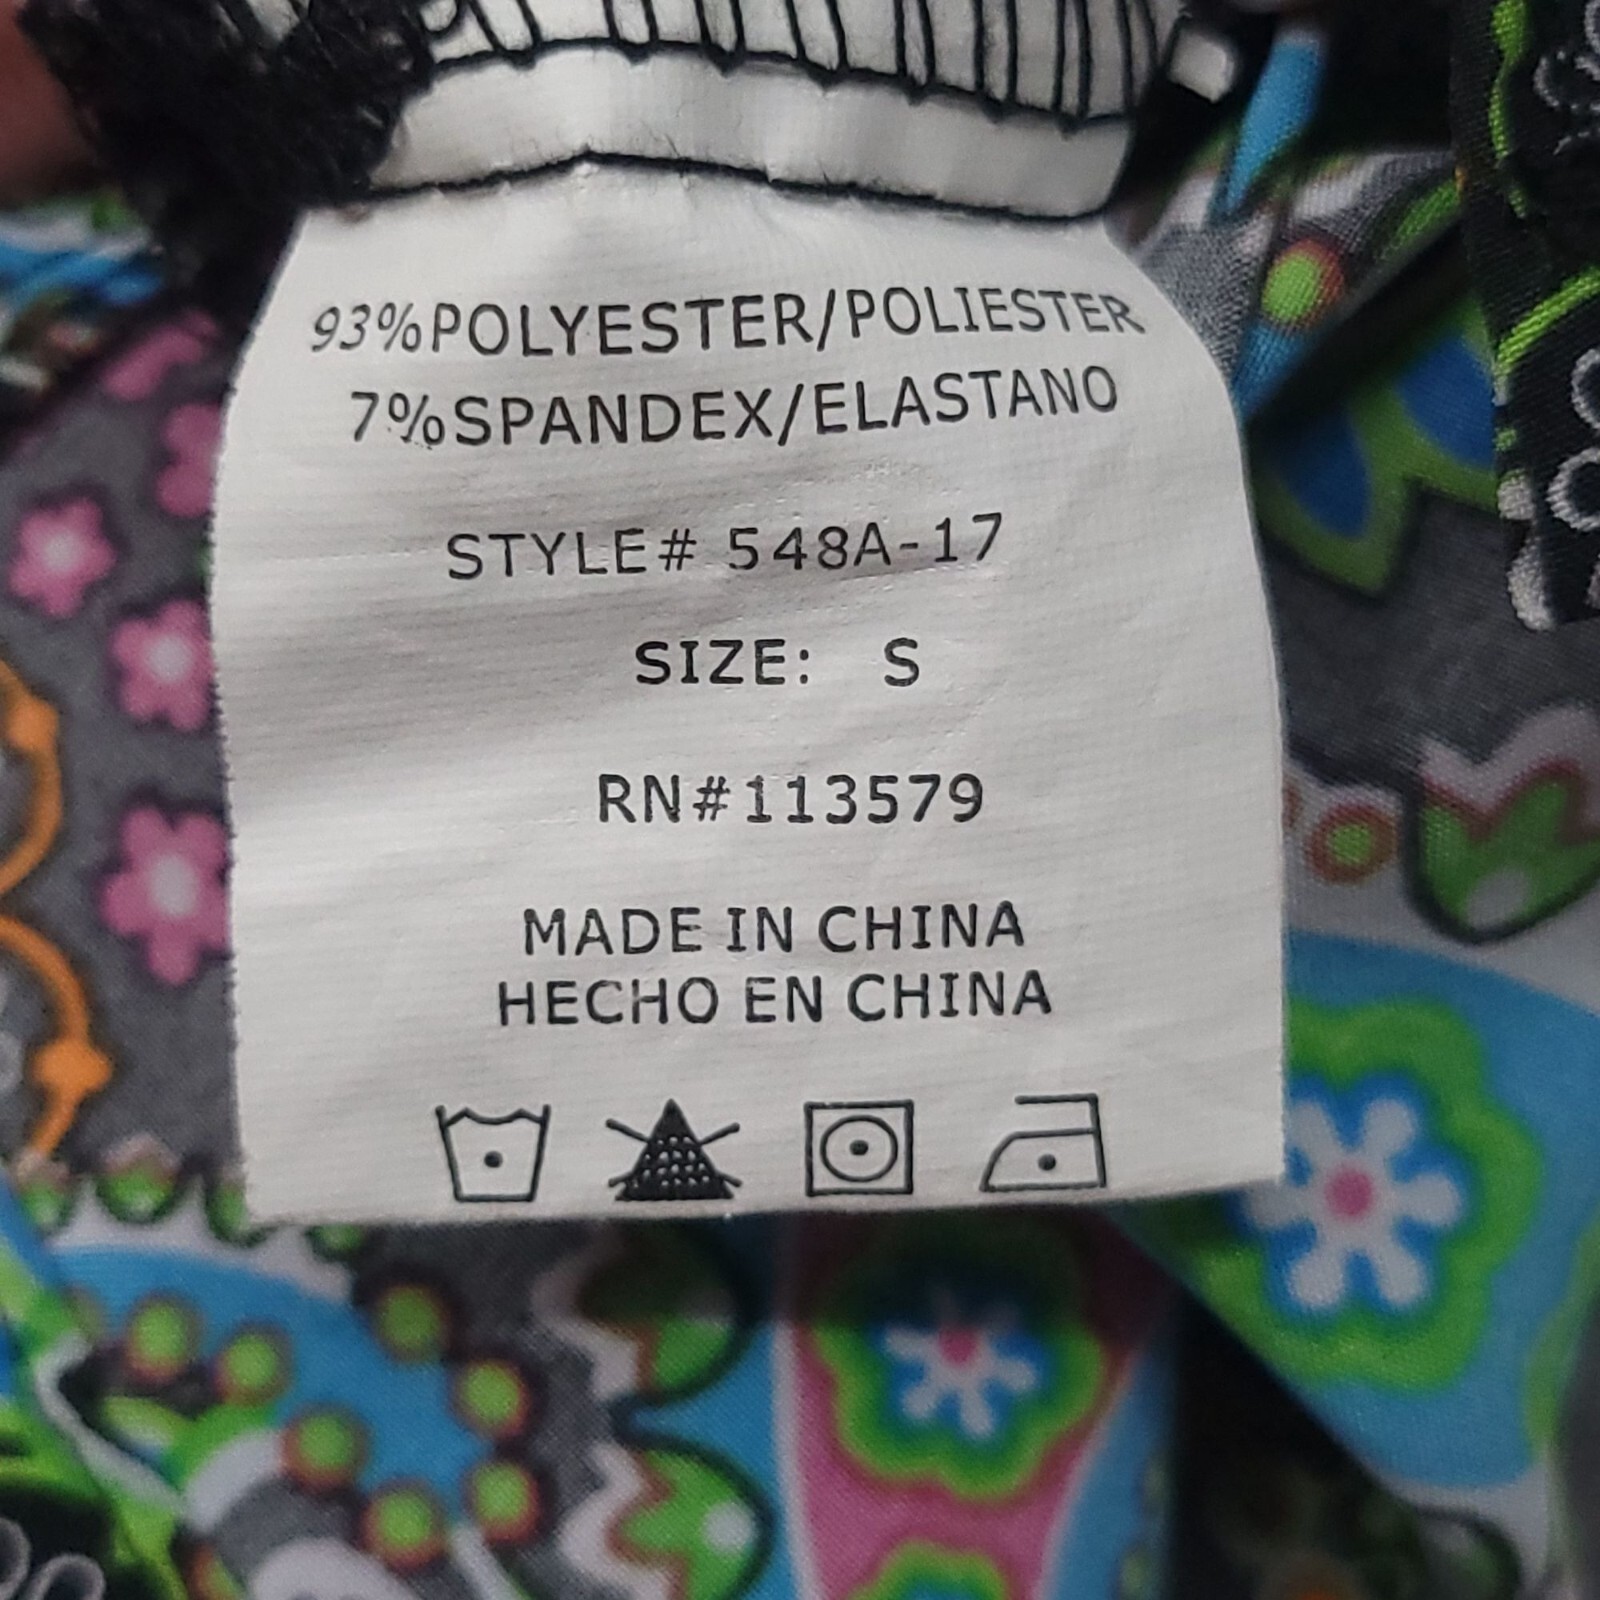 93%POLYESTER/POLIESTER
7%SPANDEX/ELASTANO
STYLE# 548A-17
SIZE: S
RN#113579
MADE IN CHINA
HECHO EN CHINA